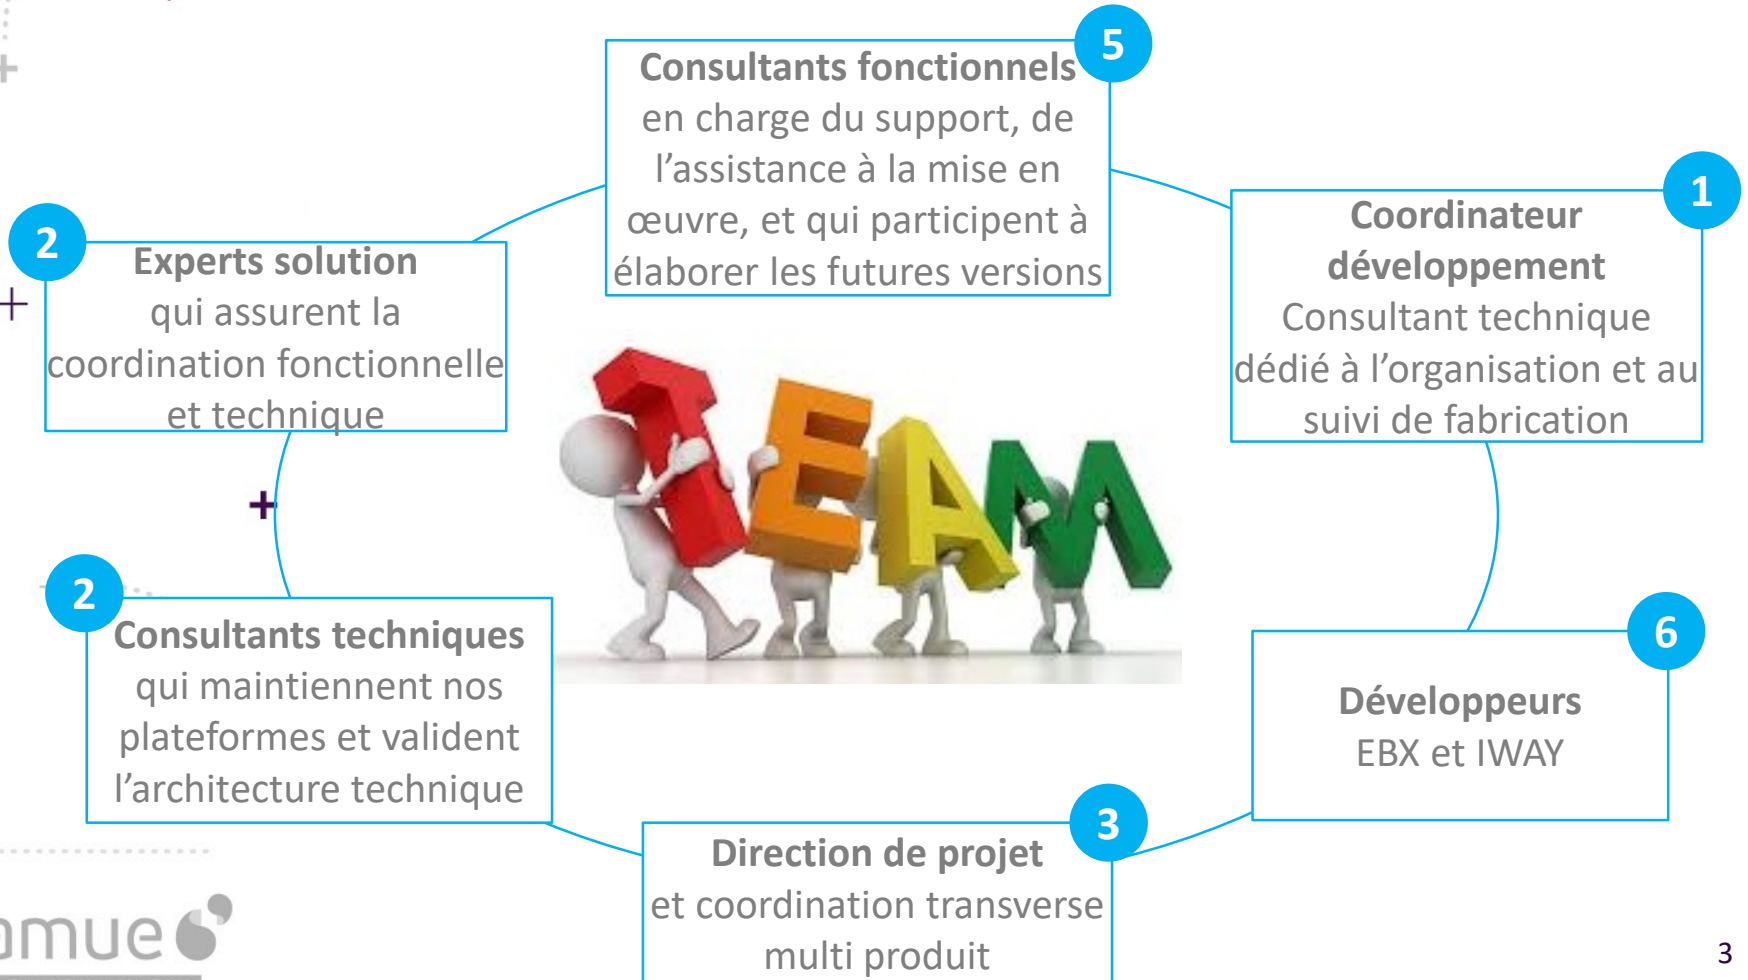 5
Consultants fonctionnels
en charge du support, de
l’assistance à la mise en
œuvre, et qui participent à
élaborer les futures versions
1
Coordinateur
développement
Consultant technique
dédié à l’organisation et au
suivi de fabrication
2
Experts solution
qui assurent la
coordination fonctionnelle
et technique
TEAM
2
Consultants techniques
qui maintiennent nos
plateformes et valident
l’architecture technique
6
Développeurs
EBX et IWAY
3
Direction de projet
et coordination transverse
multi produit
amue
3